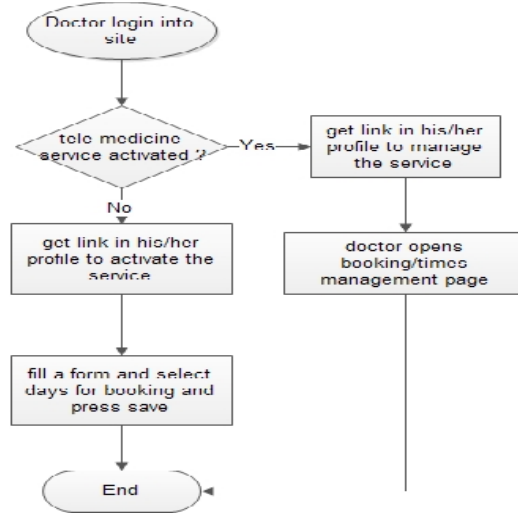 Doctor login into
site
tele medicine
service activated ?
Yes
get link in his/her
profile to manage
the service
No
get link in his/her
profile to activate the
service
doctor opens
booking/times
management page
fill a form and select
days for booking and
press save
End